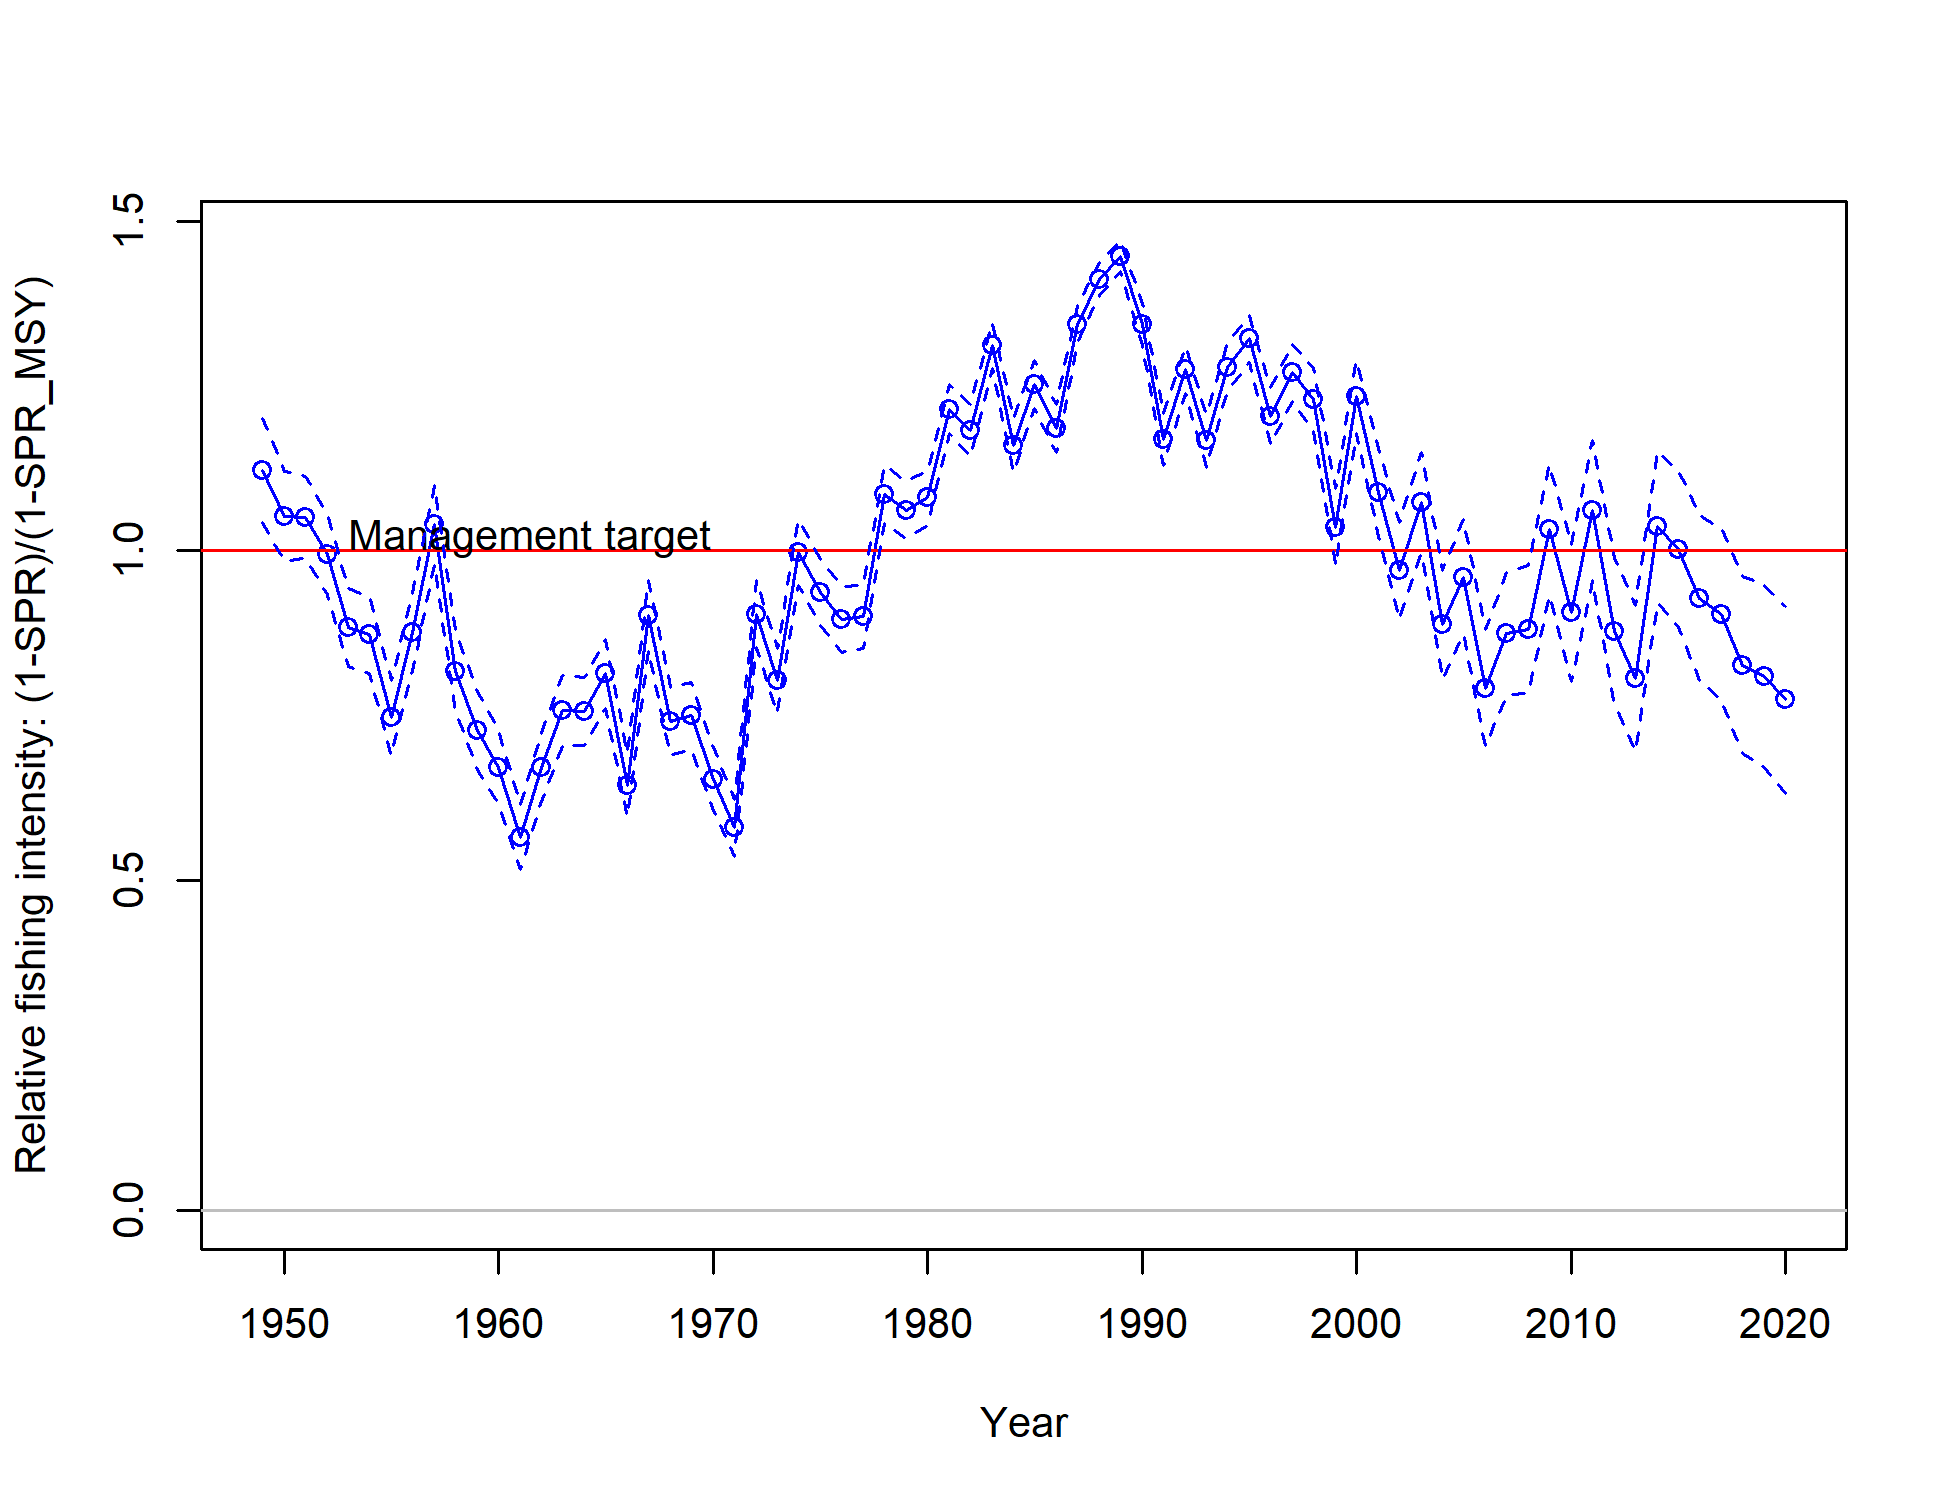 Relative fishing intensity: (1-SPR)/(1-SPR_MSY)
1.5
1.0
0.5
0.0
Management target
1950 1960 1970 1980 1990 2000 2010 2020
Year